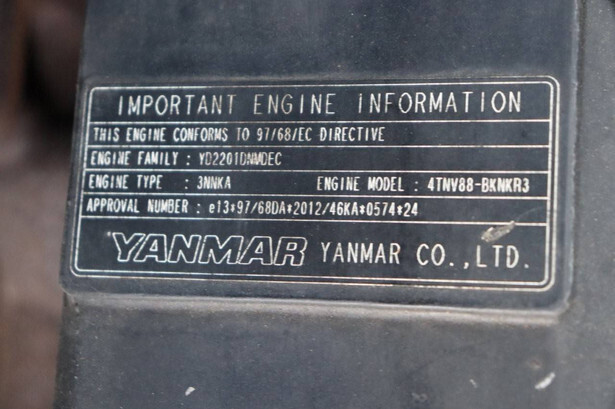 IMPORTANT ENGINE INFORMATION
THIS ENGINE CONFORMS TO 97/68/EC DIRECTIVE
ENGINE FAMILY : YD2201DNMDEC
ENGINE TYPE : 3NNKA ENGINE MODEL : 4TNV88-BKNKR3
APPROVAL NUMBER : e13*97/68DA*2012/46KA*0574*24
YANMAR YANMAR CO.,LTD.